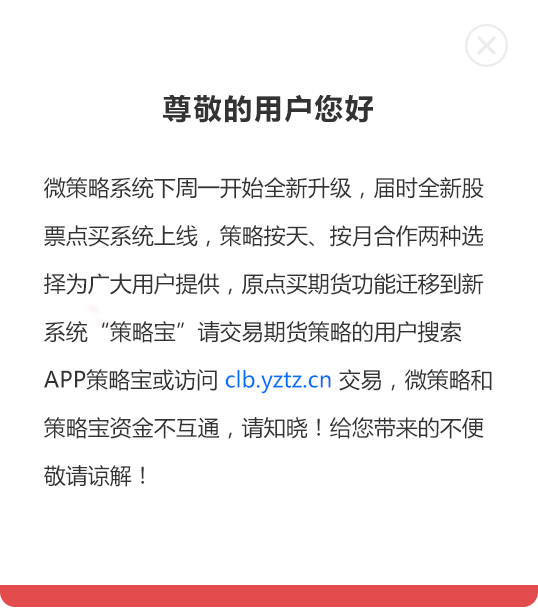 尊敬的用户您好
微策略系统下周一开始全新升级，届时全新股
票点买系统上线，策略按天、按月合作两种选
择为广大用户提供，原点买期货功能迁移到新
系统“策略宝”请交易期货策略的用户搜索
APP策略宝或访问 clb.yztz.cn 交易，微策略和
策略宝资金不互通，请知晓！给您带来的不便
敬请谅解！